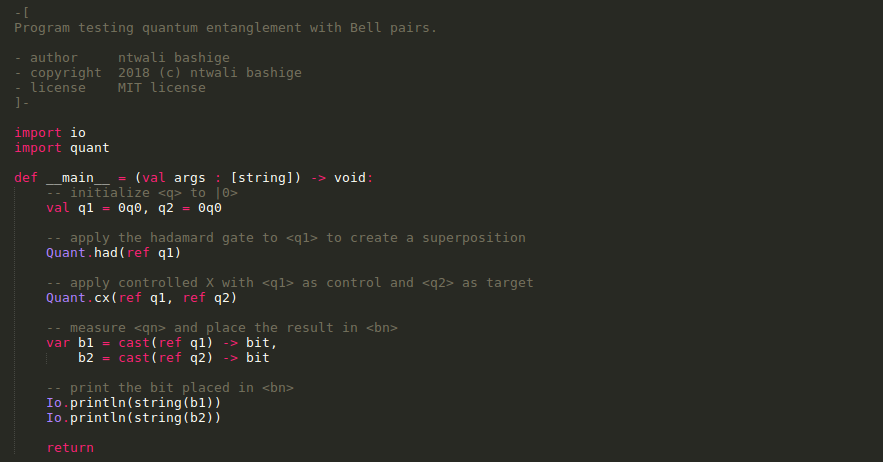 -[
Program testing quantum entanglement with Bell pairs.
- author     ntwali bashige
- copyright  2018 (c) ntwali bashige
- license    MIT license
]-
import io
import quant
def __main__ = (val args : [string]) -> void:
    -- initialize <q> to |0>
    val q1 = 0q0, q2 = 0q0
    -- apply the hadamard gate to <q1> to create a superposition
    Quant.had(ref q1)
    -- apply controlled X with <q1> as control and <q2> as target
    Quant.cx(ref q1, ref q2)
    -- measure <qn> and place the result in <bn>
    var b1 = cast(ref q1) -> bit,
        b2 = cast(ref q2) -> bit
    -- print the bit placed in <bn>
    Io.println(string(b1))
    Io.println(string(b2))
    return